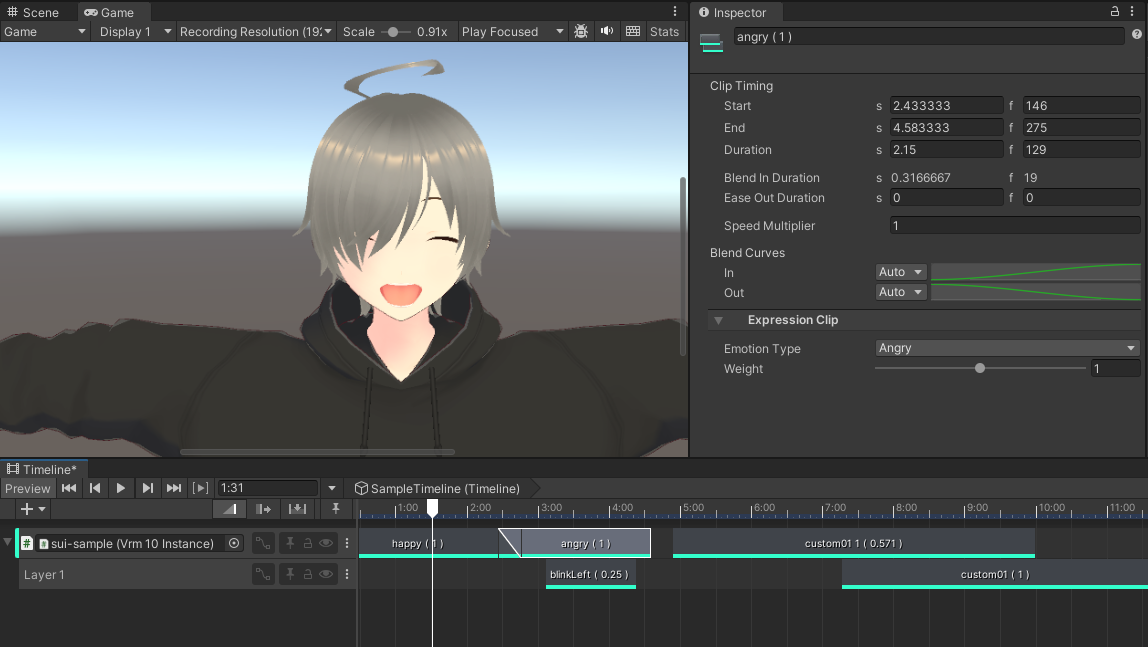 Scene
Game
Game Display 1 Recording Resolution (192 Scale 0.91x Play Focused Stats
Inspector
angry ( 1 )
Clip Timing
Start s 2.433333 f 146
End s 4.583333 f 275
Duration s 2.15 f 129
Blend In Duration s 0.3166667 f 19
Ease Out Duration s 0 f 0
Speed Multiplier 1
Blend Curves
In Auto
Out Auto
Expression Clip
Emotion Type Angry
Weight 1
Timeline*
Preview 1:31 SampleTimeline (Timeline)
1:00 2:00 3:00 4:00 5:00 6:00 7:00 8:00 9:00 10:00 11:00
# # sui-sample (Vrm 10 Instance) happy ( 1 ) angry ( 1 ) custom01 1 ( 0.571 )
Layer 1 blinkLeft ( 0.25 ) custom01 ( 1 )